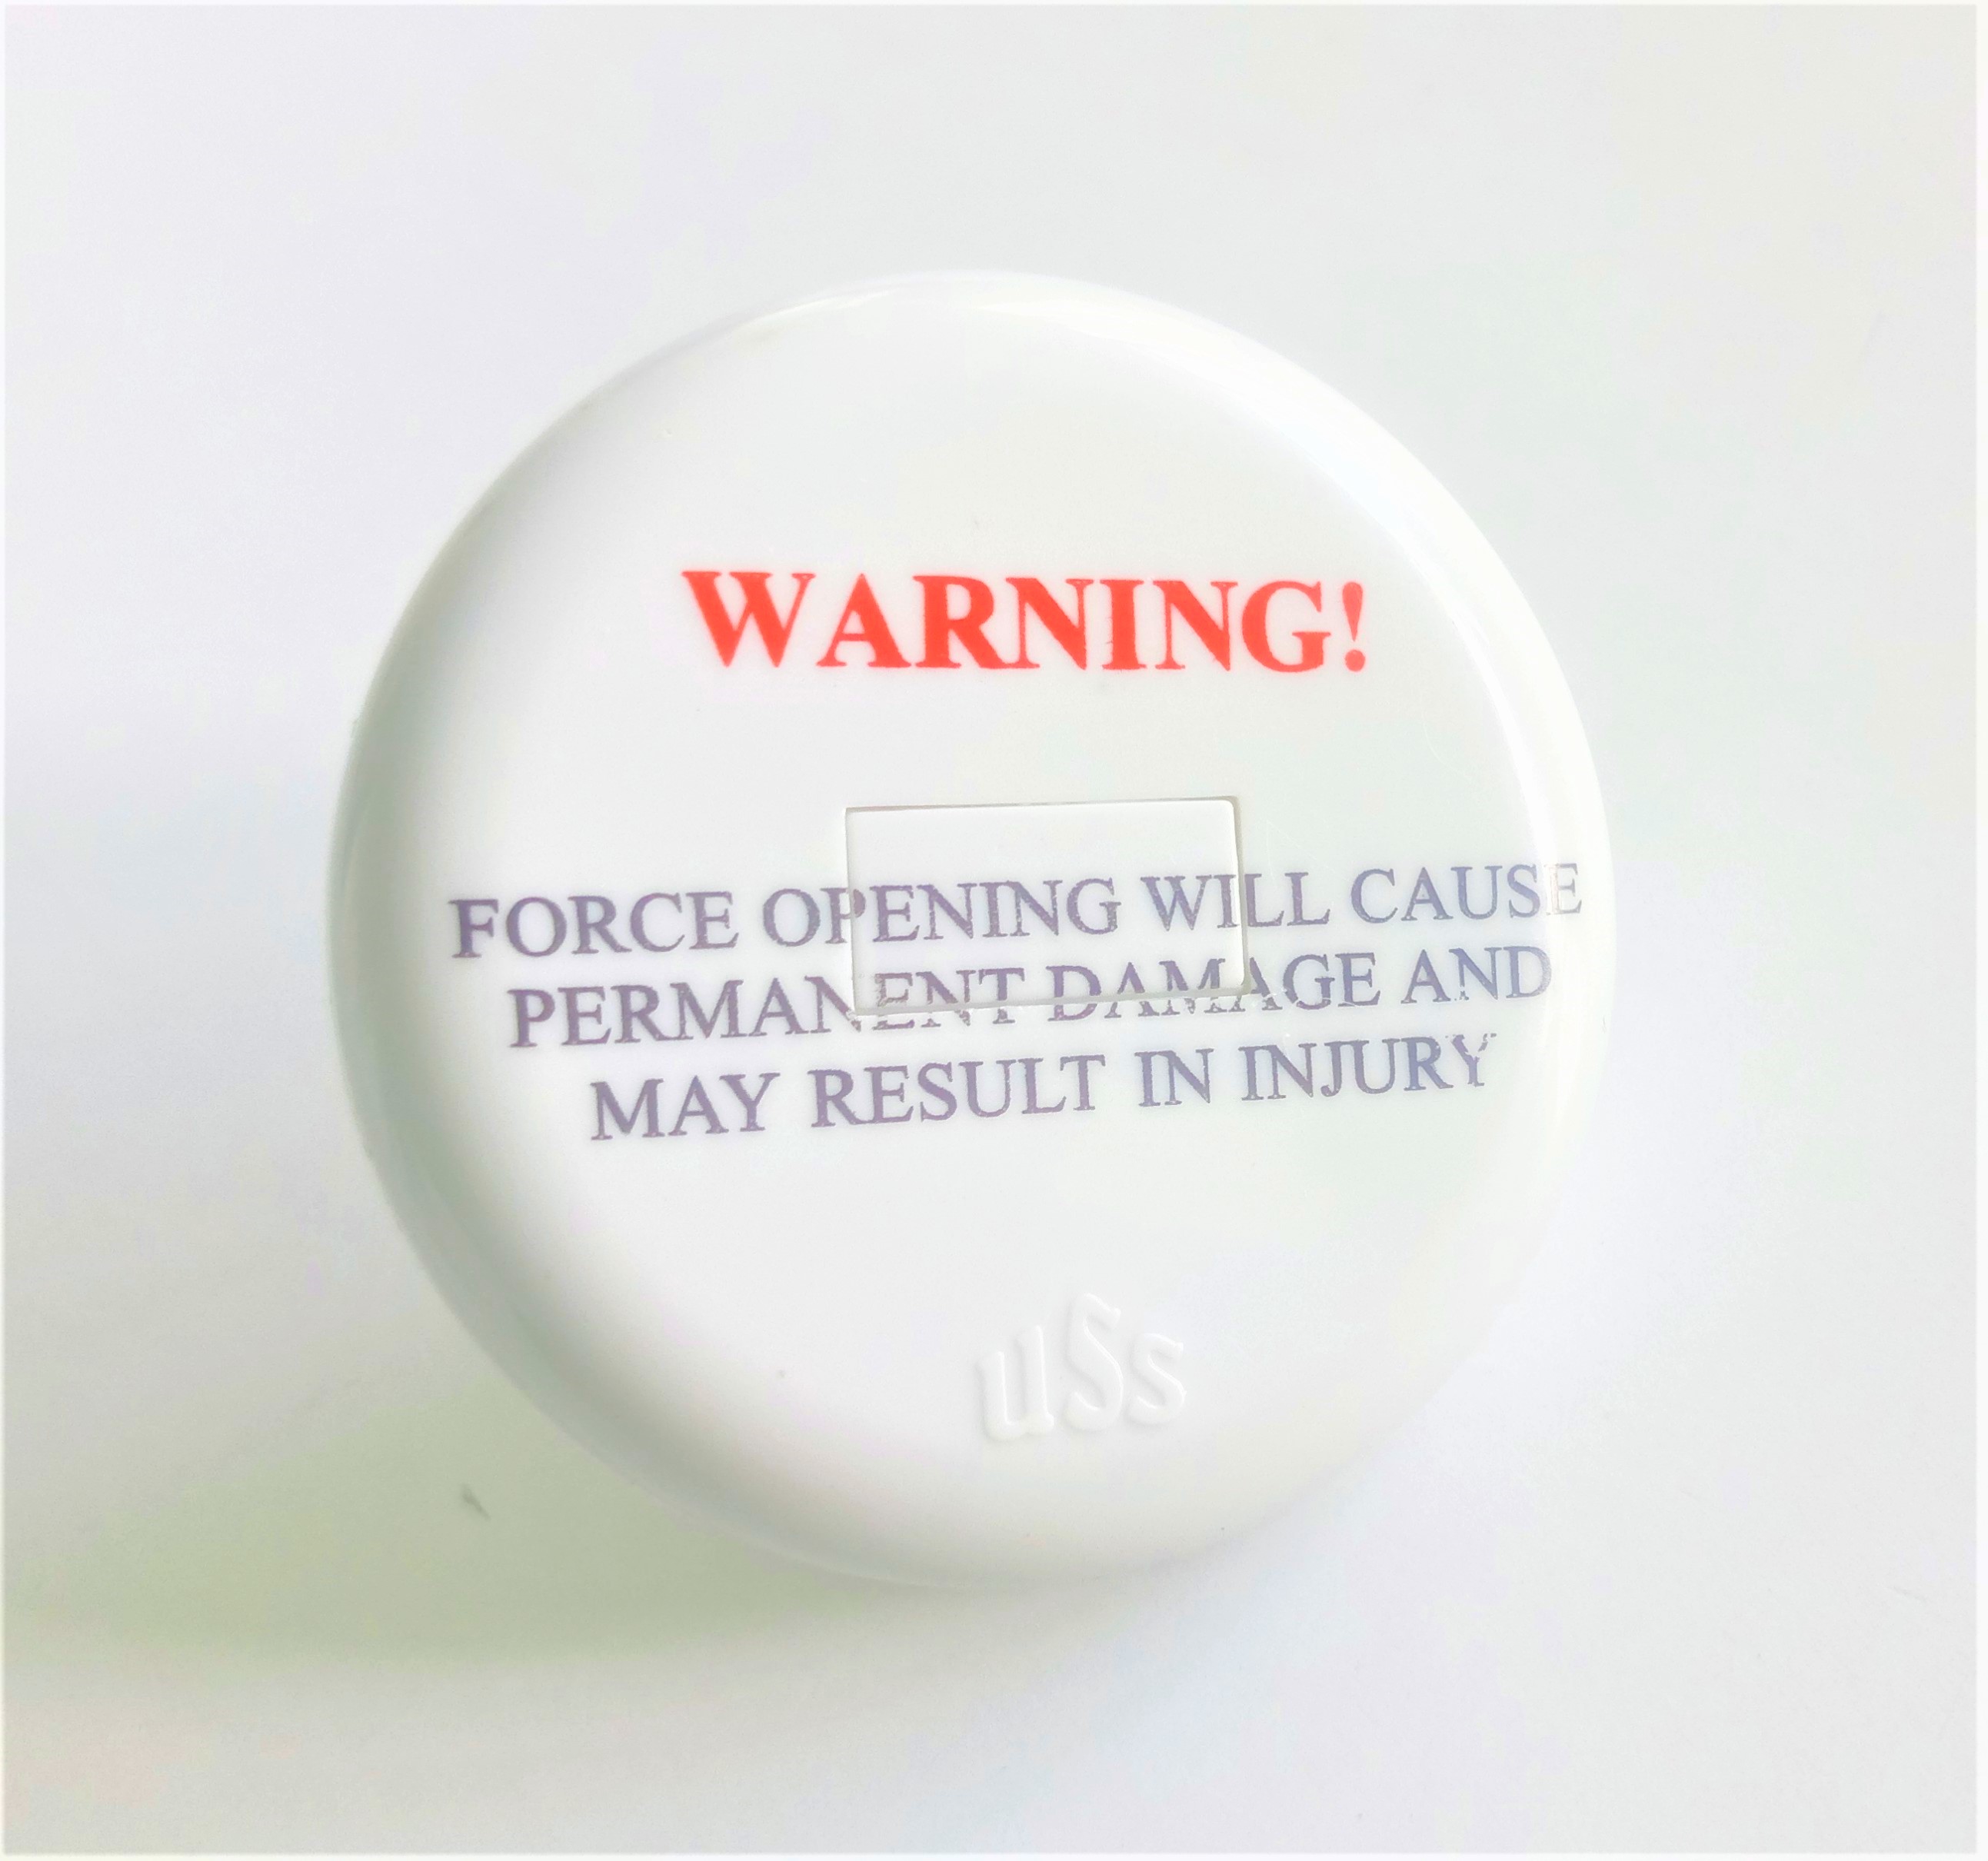 WARNING!
FORCE OPENING WILL CAUSE
PERMANENT DAMAGE AND
MAY RESULT IN INJURY
uSs